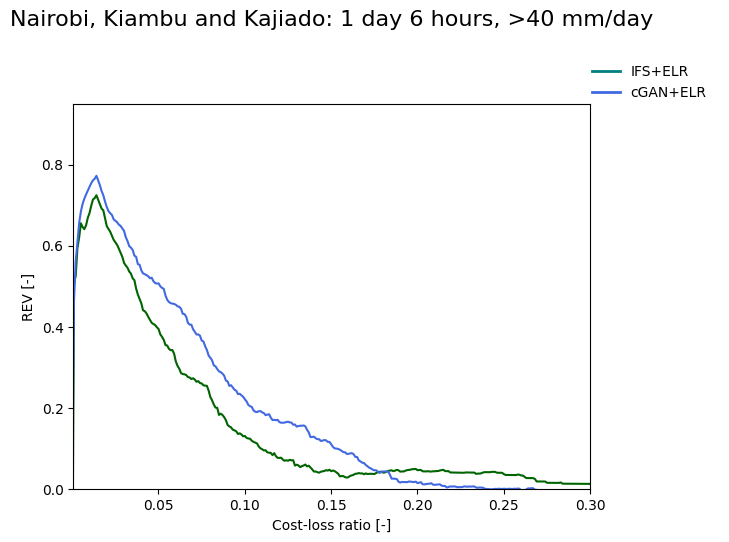 Nairobi, Kiambu and Kajiado: 1 day 6 hours, >40 mm/day
IFS+ELR
cGAN+ELR
0.8
0.6
0.4
0.2
0.0
REV [-]
0.05 0.10 0.15 0.20 0.25 0.30
Cost-loss ratio [-]